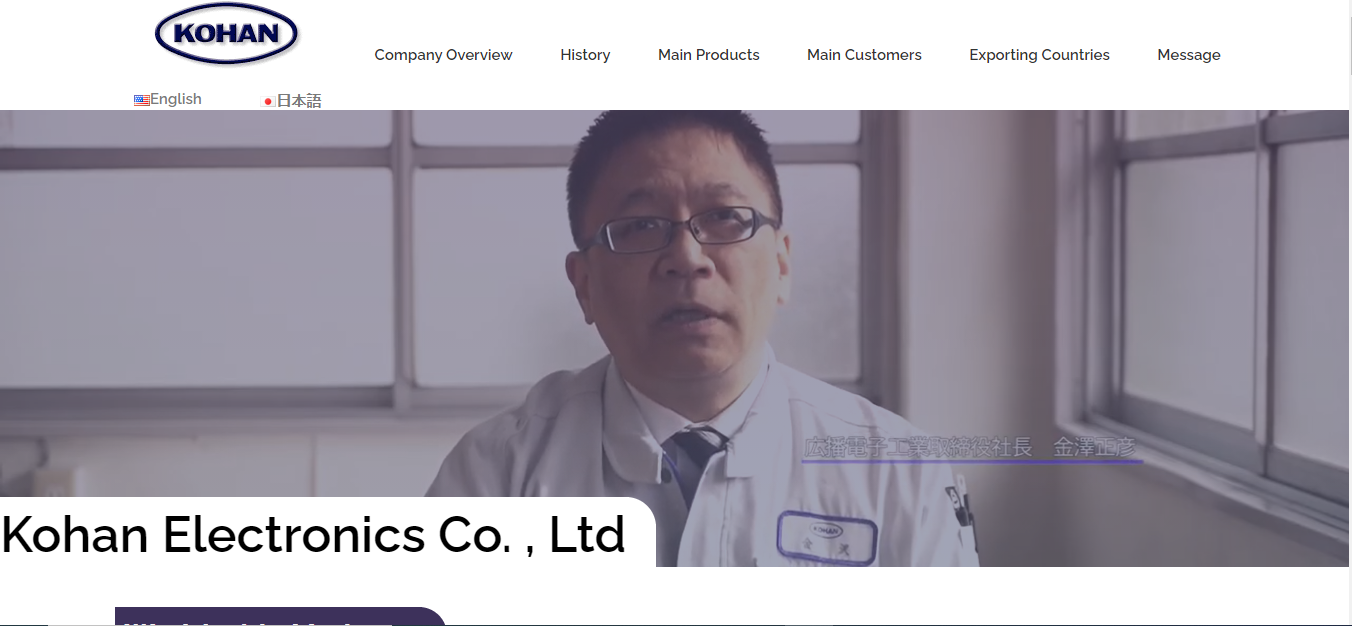 KOHAN
Company Overview
History
Main Products
Main Customers
Exporting Countries
Message
English
日本語
広播電子工業取締役社長 金澤正彦
KOHAN
Kohan Electronics Co. , Ltd